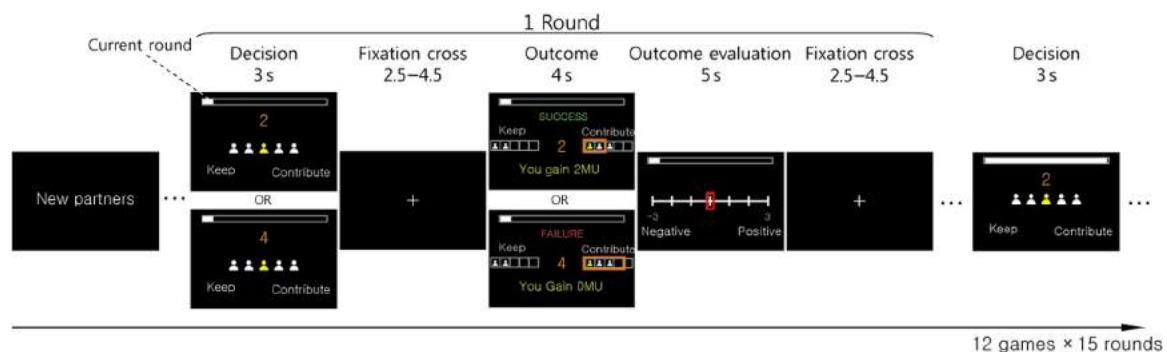 1 Round
Current round
Decision
3 s
Fixation cross
2.5–4.5
Outcome
4 s
Outcome evaluation
5 s
Fixation cross
2.5–4.5
Decision
3 s
New partners
...
2
Keep
Contribute
OR
4
Keep
Contribute
+
SUCCESS
Keep
Contribute
2
You gain 2MU
OR
FAILURE
Keep
Contribute
4
You Gain 0MU
-3
3
Negative
Positive
+
...
2
Keep
Contribute
...
12 games × 15 rounds